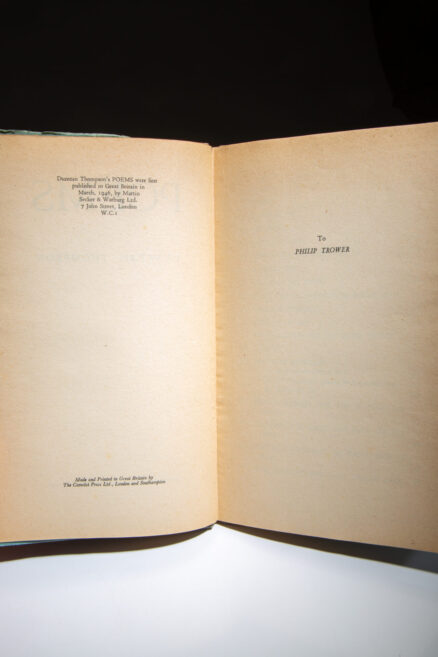 Dunstan Thompson's POEMS were first
published in Great Britain in
March, 1946, by Martin
Secker & Warburg Ltd.
7 John Street, London
W.C.1
Made and Printed in Great Britain by
The Camelot Press Ltd., London and Southampton
To
PHILIP TROWER